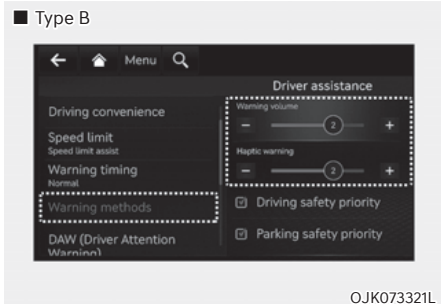 ■ Type B
Menu
Driver assistance
Driving convenience
Speed limit
Speed limit assist
Warning timing
Normal
Warning methods
DAW (Driver Attention
Warning)
Warning volume
− 2 +
Haptic warning
− 2 +
Driving safety priority
Parking safety priority
OJK073321L